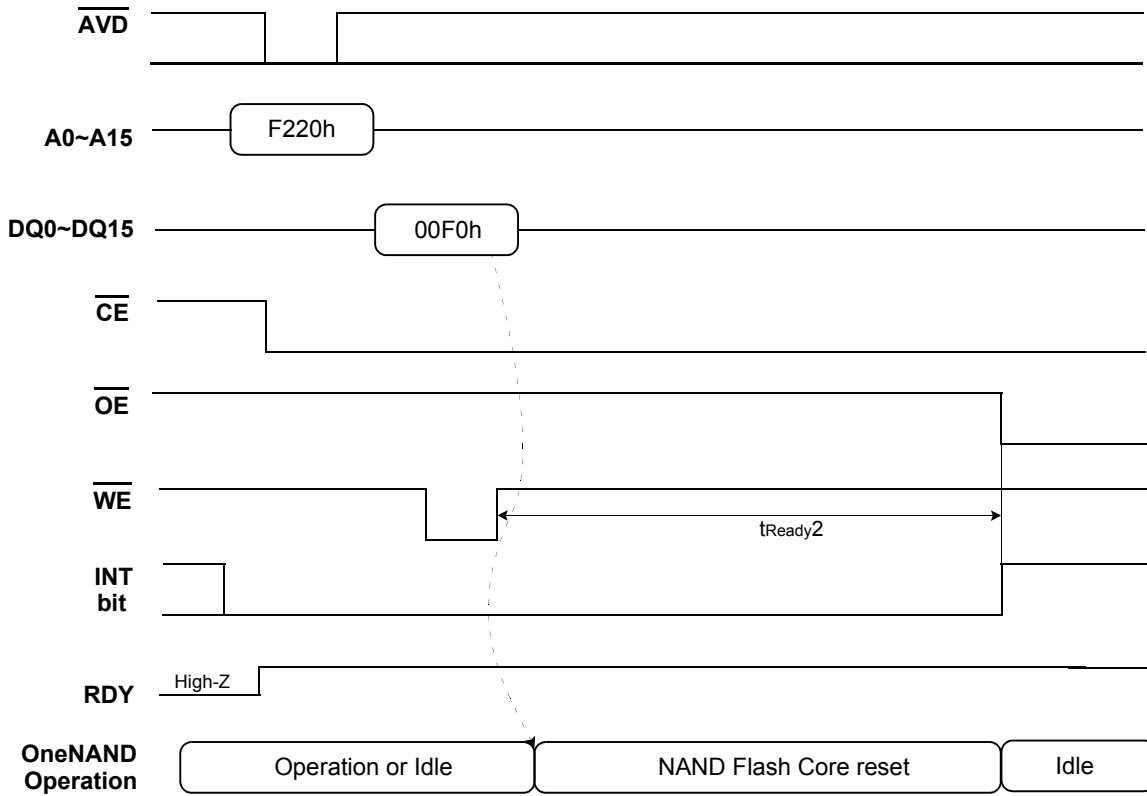 AVD
A0~A15
F220h
DQ0~DQ15
00F0h
CE
OE
WE
tReady2
INT
bit
RDY
High-Z
OneNAND
Operation
Operation or Idle
NAND Flash Core reset
Idle